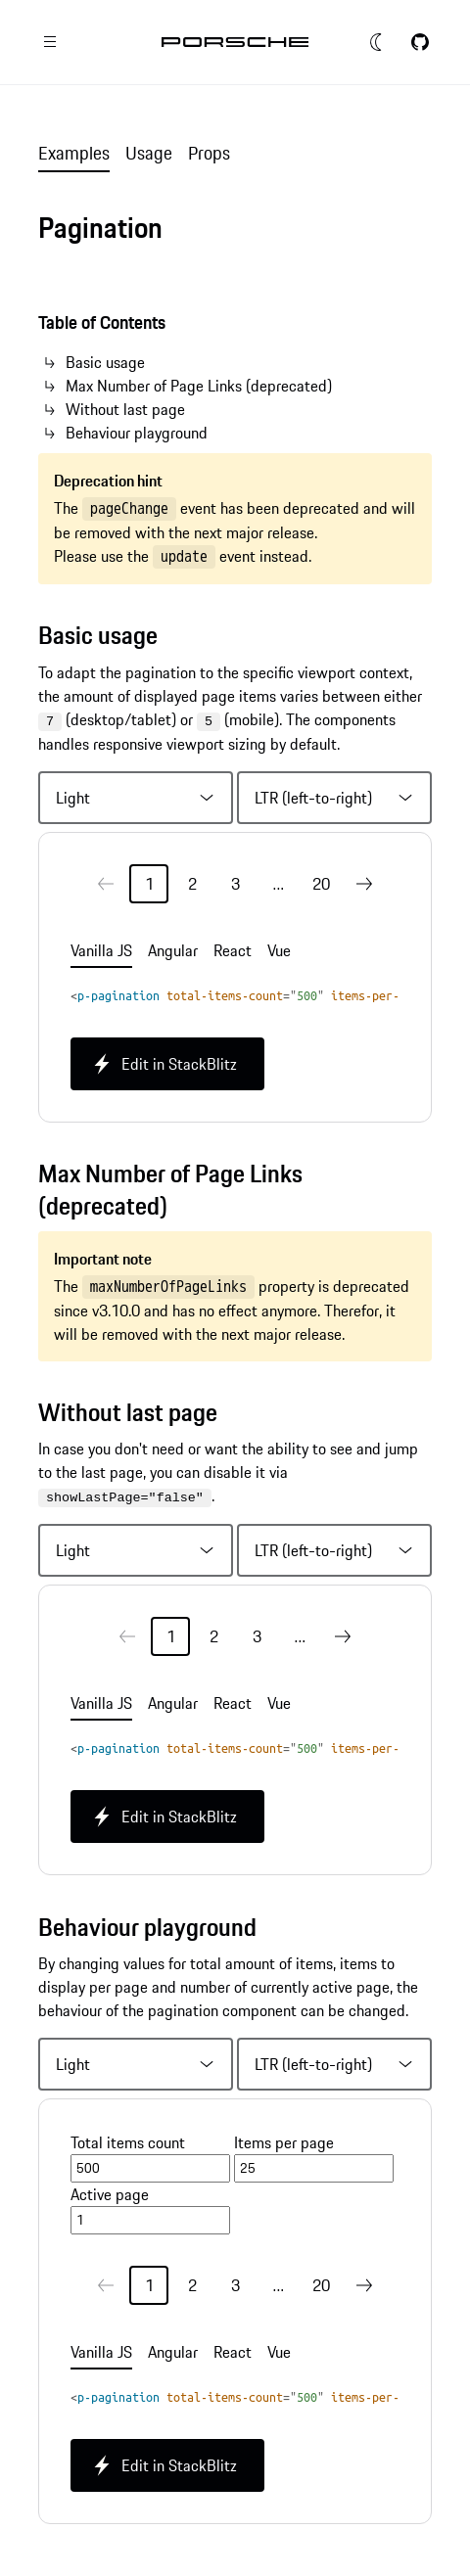 PORSCHE
Examples Usage Props
Pagination
Table of Contents
Basic usage
Max Number of Page Links (deprecated)
Without last page
Behaviour playground
Deprecation hint
The pageChange event has been deprecated and will
be removed with the next major release.
Please use the update event instead.
Basic usage
To adapt the pagination to the specific viewport context,
the amount of displayed page items varies between either
7 (desktop/tablet) or 5 (mobile). The components
handles responsive viewport sizing by default.
Light LTR (left-to-right)
1 2 3 ... 20
Vanilla JS Angular React Vue
<p-pagination total-items-count="500" items-per-
Edit in StackBlitz
Max Number of Page Links
(deprecated)
Important note
The maxNumberOfPageLinks property is deprecated
since v3.10.0 and has no effect anymore. Therefor, it
will be removed with the next major release.
Without last page
In case you don't need or want the ability to see and jump
to the last page, you can disable it via
showLastPage="false".
Light LTR (left-to-right)
1 2 3 ...
Vanilla JS Angular React Vue
<p-pagination total-items-count="500" items-per-
Edit in StackBlitz
Behaviour playground
By changing values for total amount of items, items to
display per page and number of currently active page, the
behaviour of the pagination component can be changed.
Light LTR (left-to-right)
Total items count Items per page
500 25
Active page
1
1 2 3 ... 20
Vanilla JS Angular React Vue
<p-pagination total-items-count="500" items-per-
Edit in StackBlitz